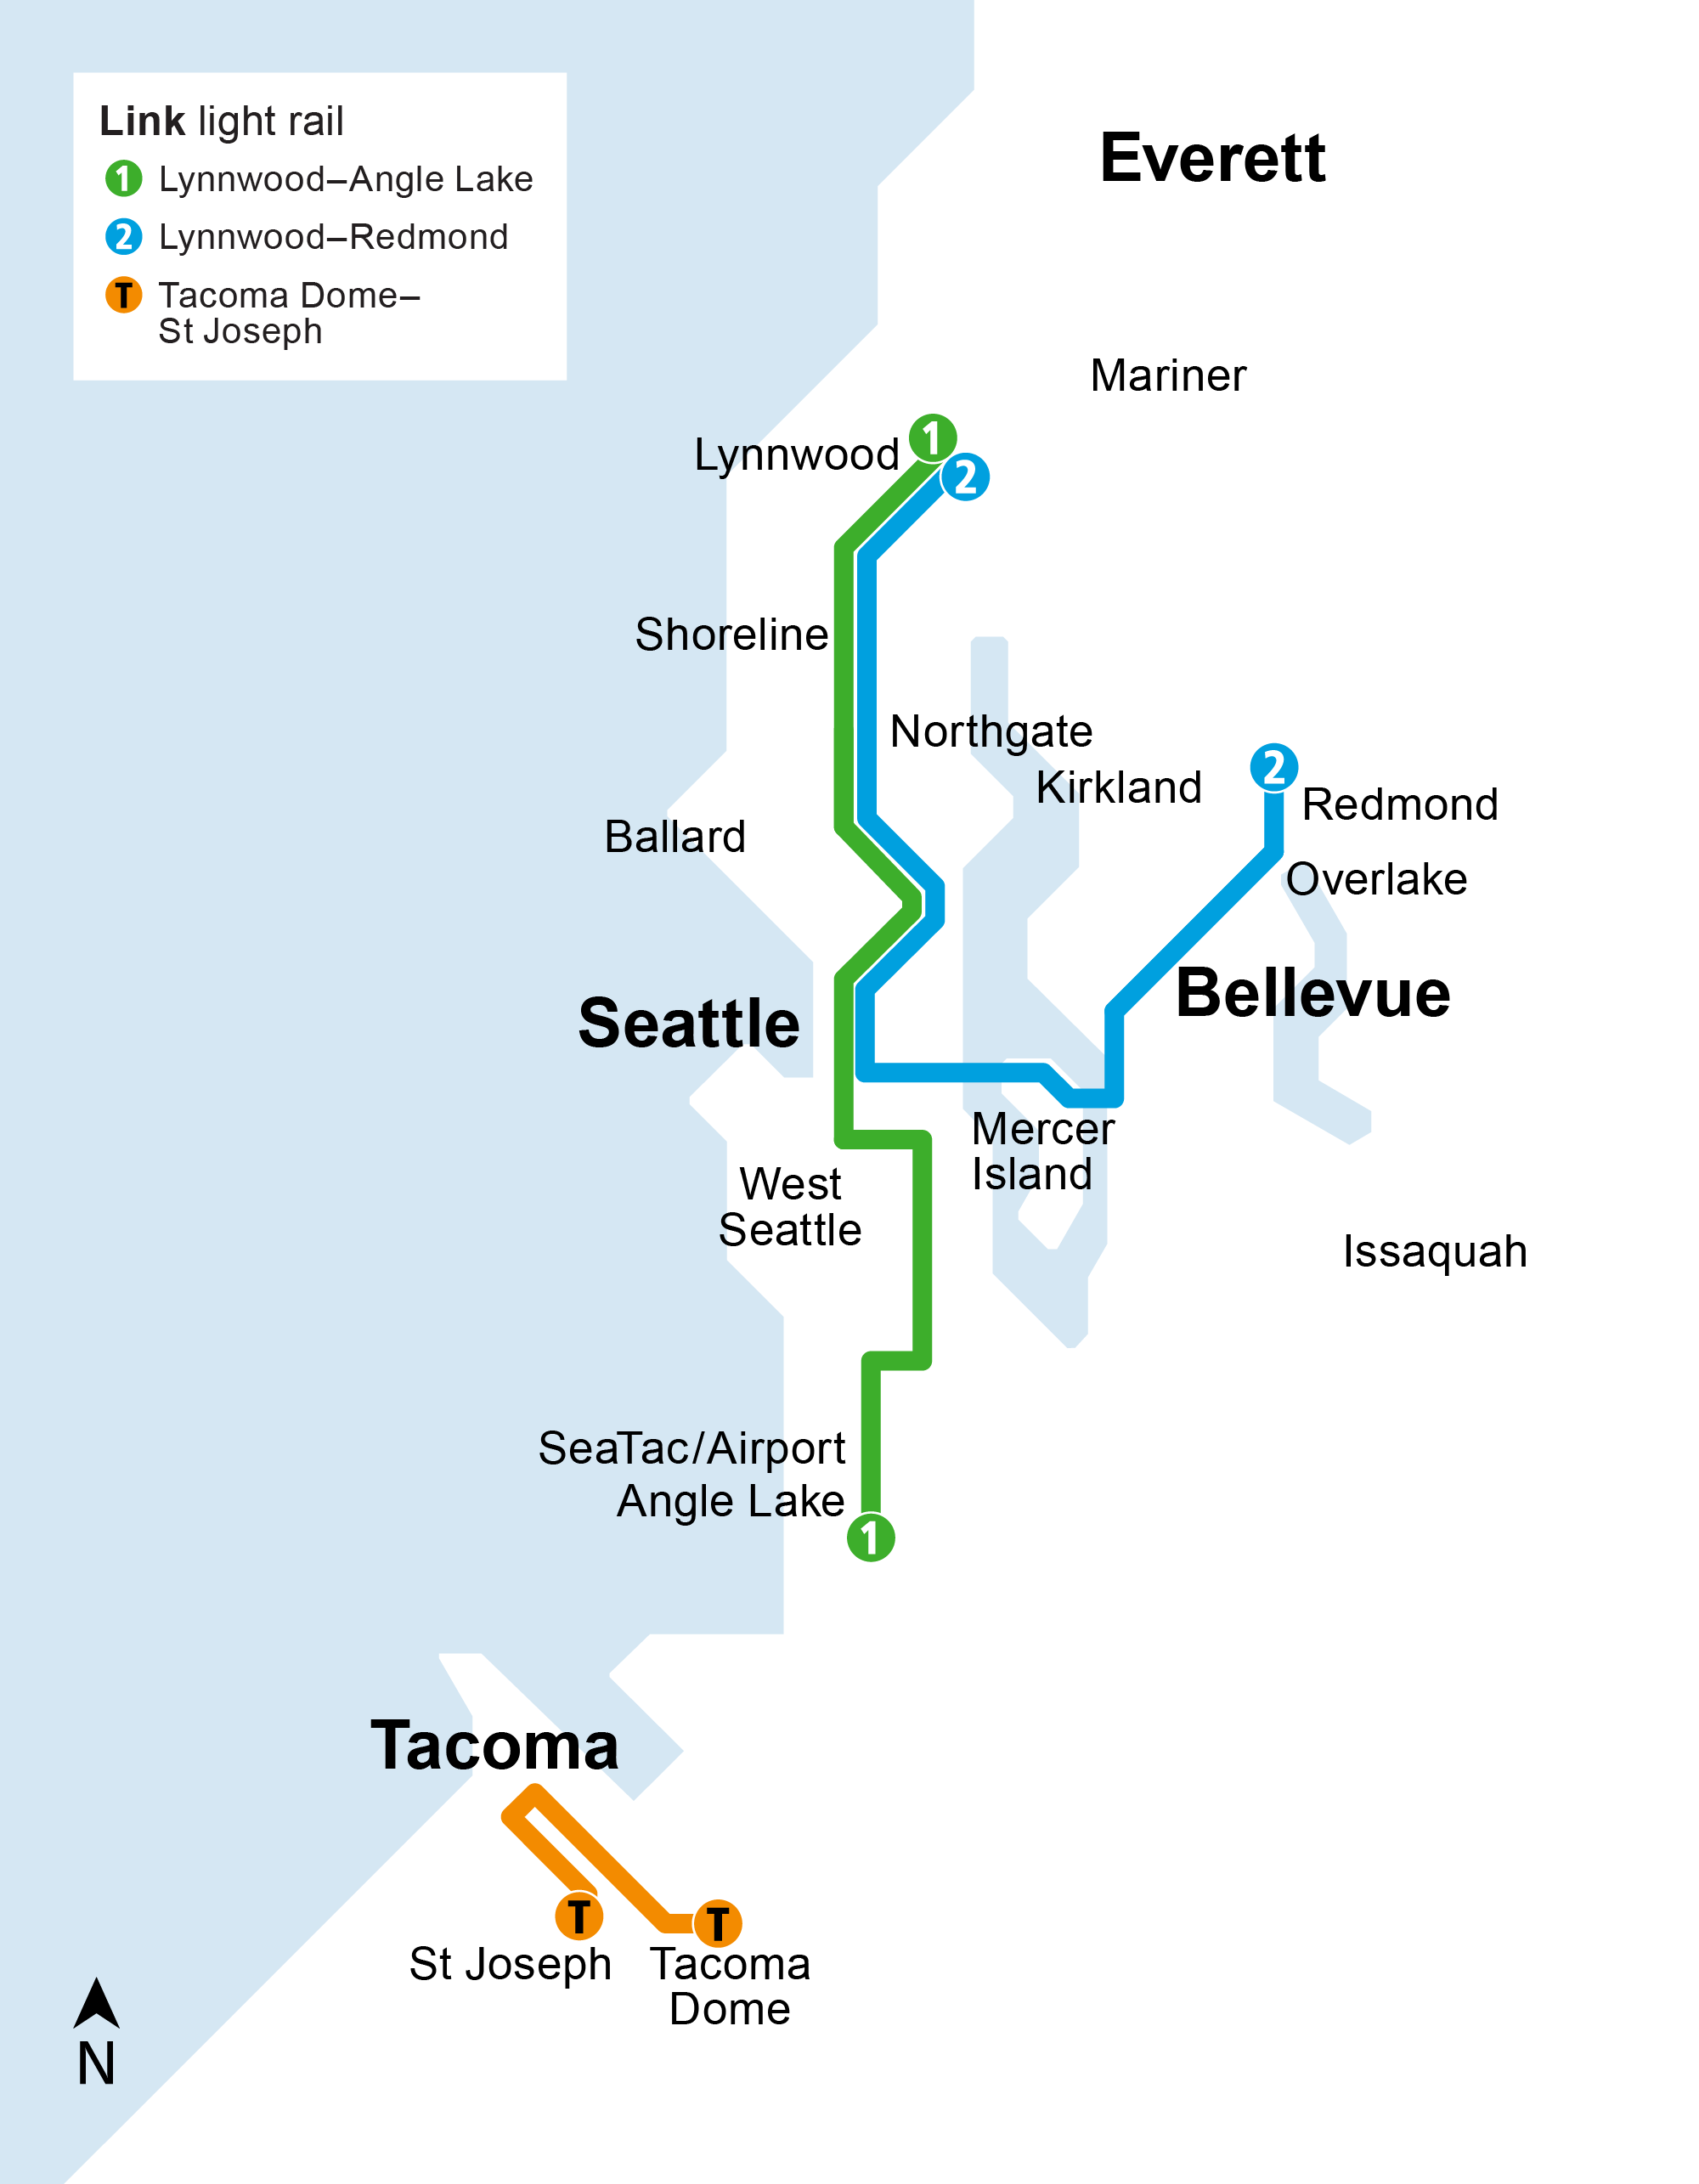 Link light rail
1 Lynnwood–Angle Lake
2 Lynnwood–Redmond
T Tacoma Dome–
St Joseph
Everett
Mariner
1
Lynnwood
2
Shoreline
Northgate
2
Kirkland
Redmond
Ballard
Overlake
Bellevue
Seattle
Mercer
Island
West
Seattle
Issaquah
SeaTac/Airport
Angle Lake
1
Tacoma
T
T
St Joseph
Tacoma
Dome
N